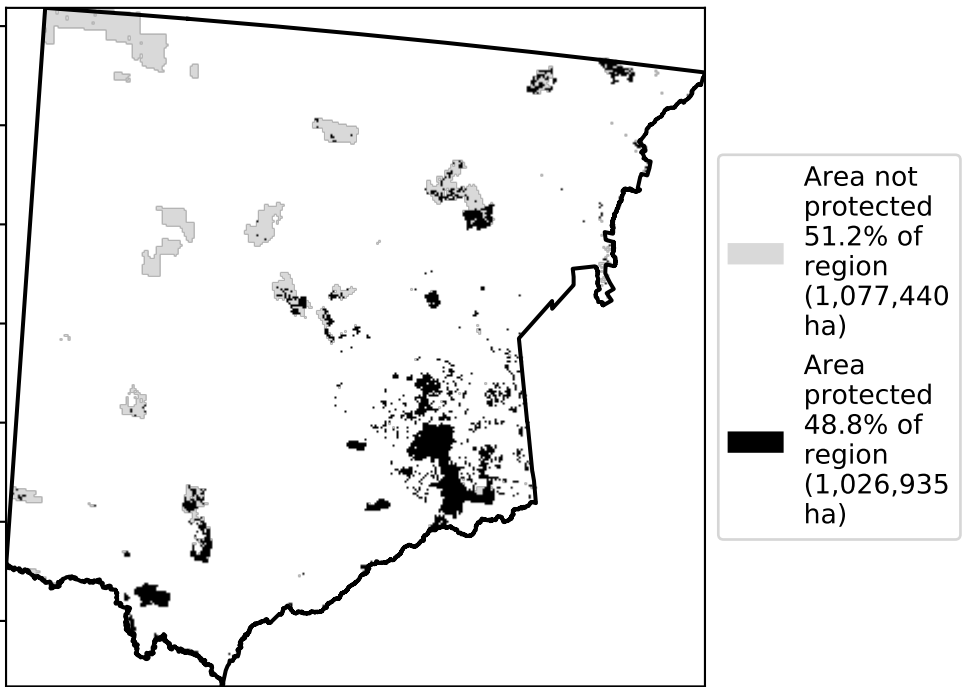 Area not
protected
51.2% of
region
(1,077,440
ha)
Area
protected
48.8% of
region
(1,026,935
ha)